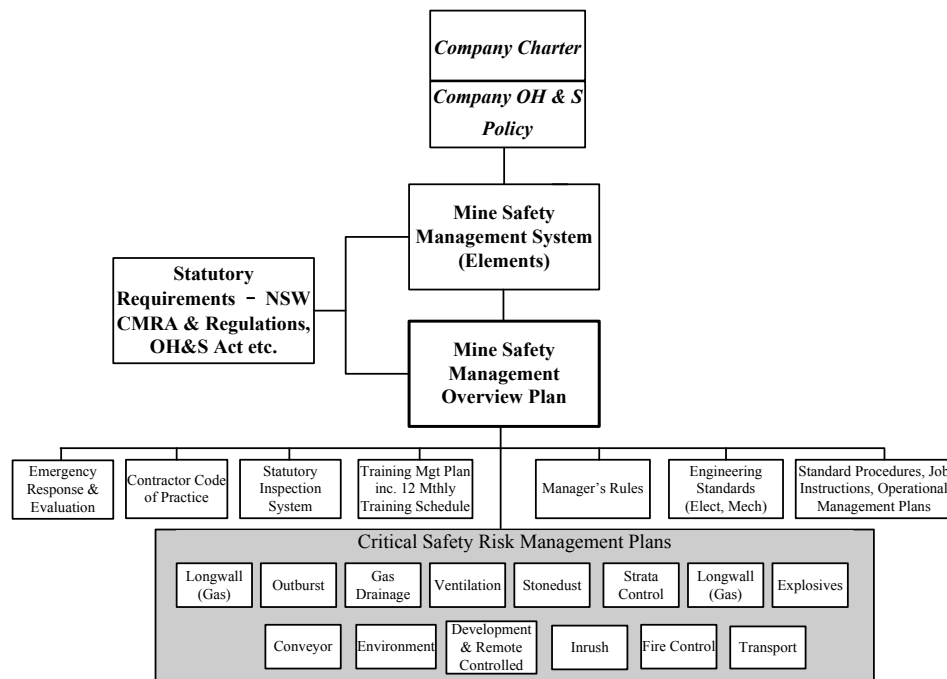 Company Charter
Company OH & S
Policy
Mine Safety
Management System
(Elements)
Statutory
Requirements – NSW
CMRA & Regulations,
OH&S Act etc.
Mine Safety
Management
Overview Plan
Emergency
Response &
Evaluation
Contractor Code
of Practice
Statutory
Inspection
System
Training Mgt Plan
inc. 12 Mthly
Training Schedule
Manager's Rules
Engineering
Standards
(Elect, Mech)
Standard Procedures, Job
Instructions, Operational
Management Plans
Critical Safety Risk Management Plans
Longwall
(Gas)
Outburst
Gas
Drainage
Ventilation
Stonedust
Strata
Control
Longwall
(Gas)
Explosives
Conveyor
Environment
Development
& Remote
Controlled
Inrush
Fire Control
Transport